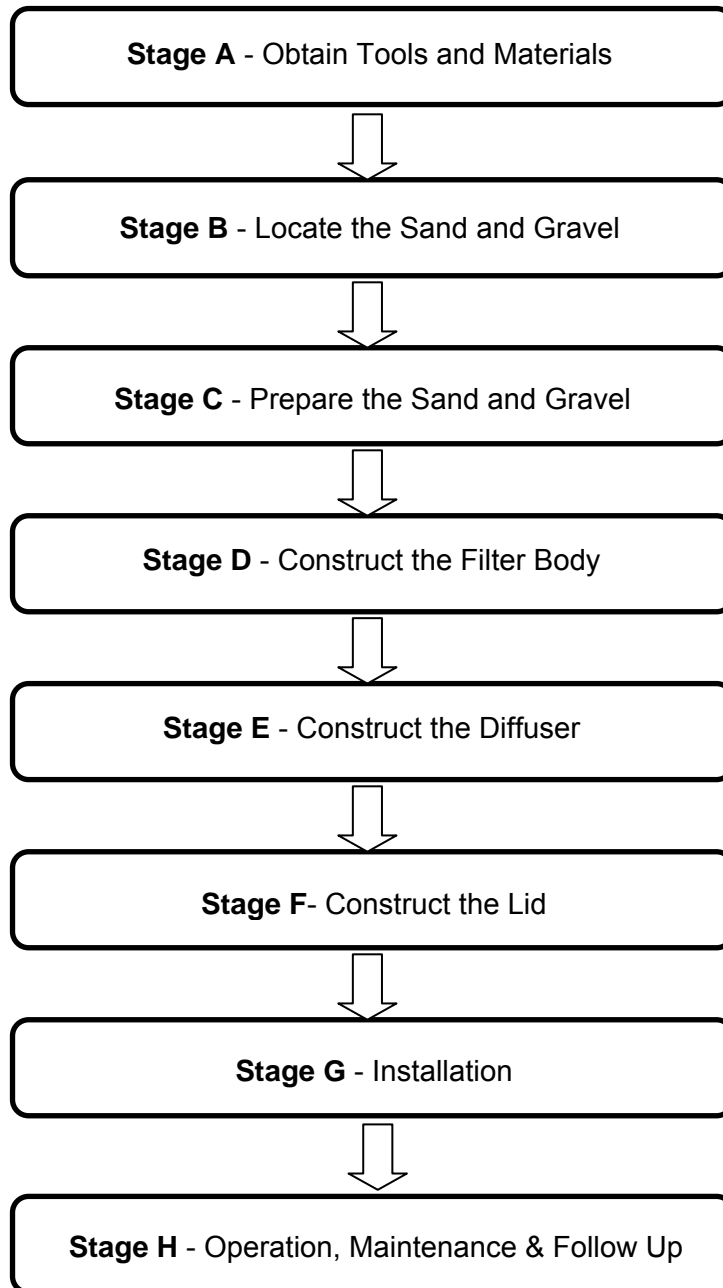 Stage A - Obtain Tools and Materials
Stage B - Locate the Sand and Gravel
Stage C - Prepare the Sand and Gravel
Stage D - Construct the Filter Body
Stage E - Construct the Diffuser
Stage F- Construct the Lid
Stage G - Installation
Stage H - Operation, Maintenance & Follow Up